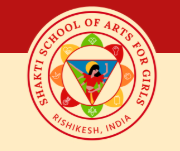 SHAKTI SCHOOL OF ARTS FOR GIRLS
RISHIKESH, INDIA